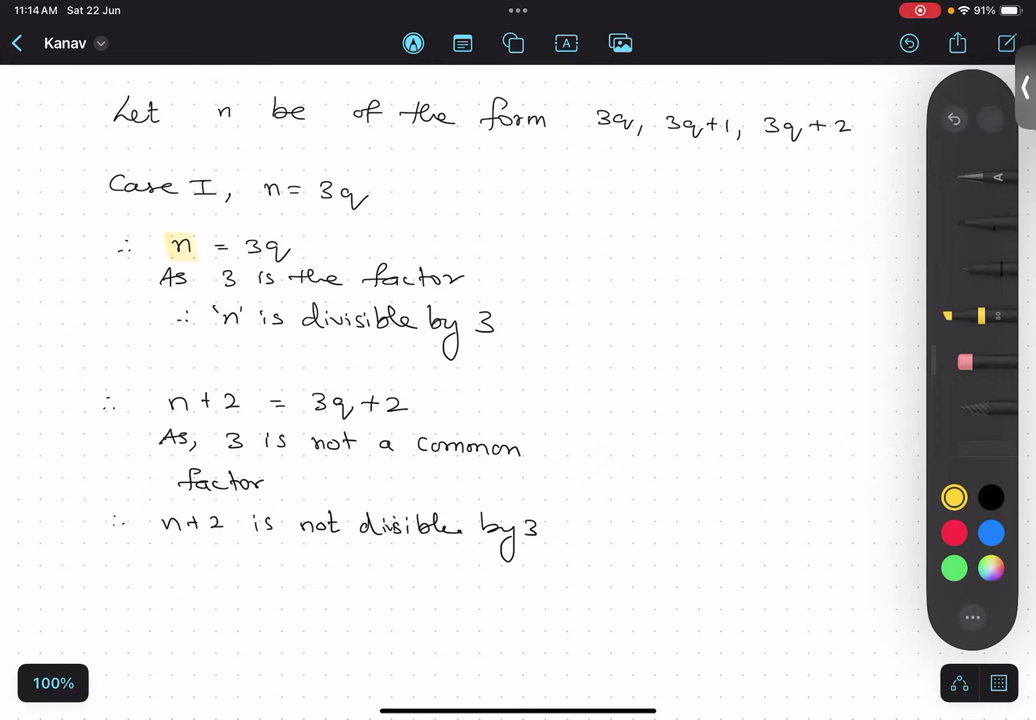 11:14 AM Sat 22 Jun
91%
Kanav
Let n be of the form 3q, 3q+1, 3q+2
Case I, n = 3q
∴ n = 3q
As 3 is the factor
∴ 'n' is divisible by 3
∴ n+2 = 3q+2
As, 3 is not a common
factor
∴ n+2 is not disible by 3
100%